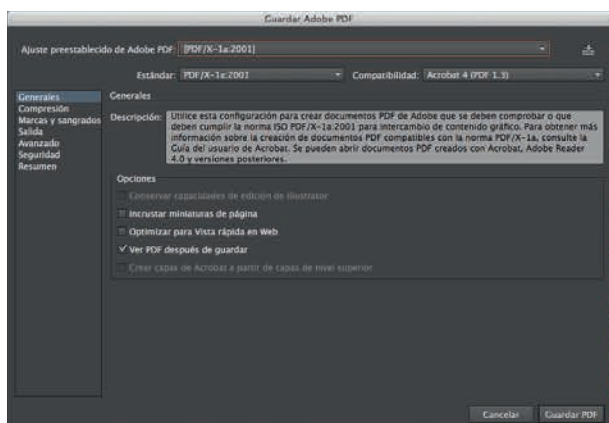 Guardar Adobe PDF
Ajuste preestablecido de Adobe PDF: [PDF/X-1a:2001]
Estándar: PDF/X-1a:2001 Compatibilidad: Acrobat 4 (PDF 1.3)
Generales
Compresión
Marcas y sangrados
Salida
Avanzado
Seguridad
Resumen
Generales
Descripción: Utilice esta configuración para crear documentos PDF de Adobe que se deben comprobar o que
deben cumplir la norma ISO PDF/X-1a:2001 para intercambio de contenido gráfico. Para obtener más
información sobre la creación de documentos PDF compatibles con la norma PDF/X-1a, consulte la
Guía del usuario de Acrobat. Se pueden abrir documentos PDF creados con Acrobat, Adobe Reader
4.0 y versiones posteriores.
Opciones
Conservar capacidades de edición de Illustrator
Incrustar miniaturas de página
Optimizar para Vista rápida en Web
Ver PDF después de guardar
Crear capas de Acrobat a partir de capas de nivel superior
Cancelar Guardar PDF